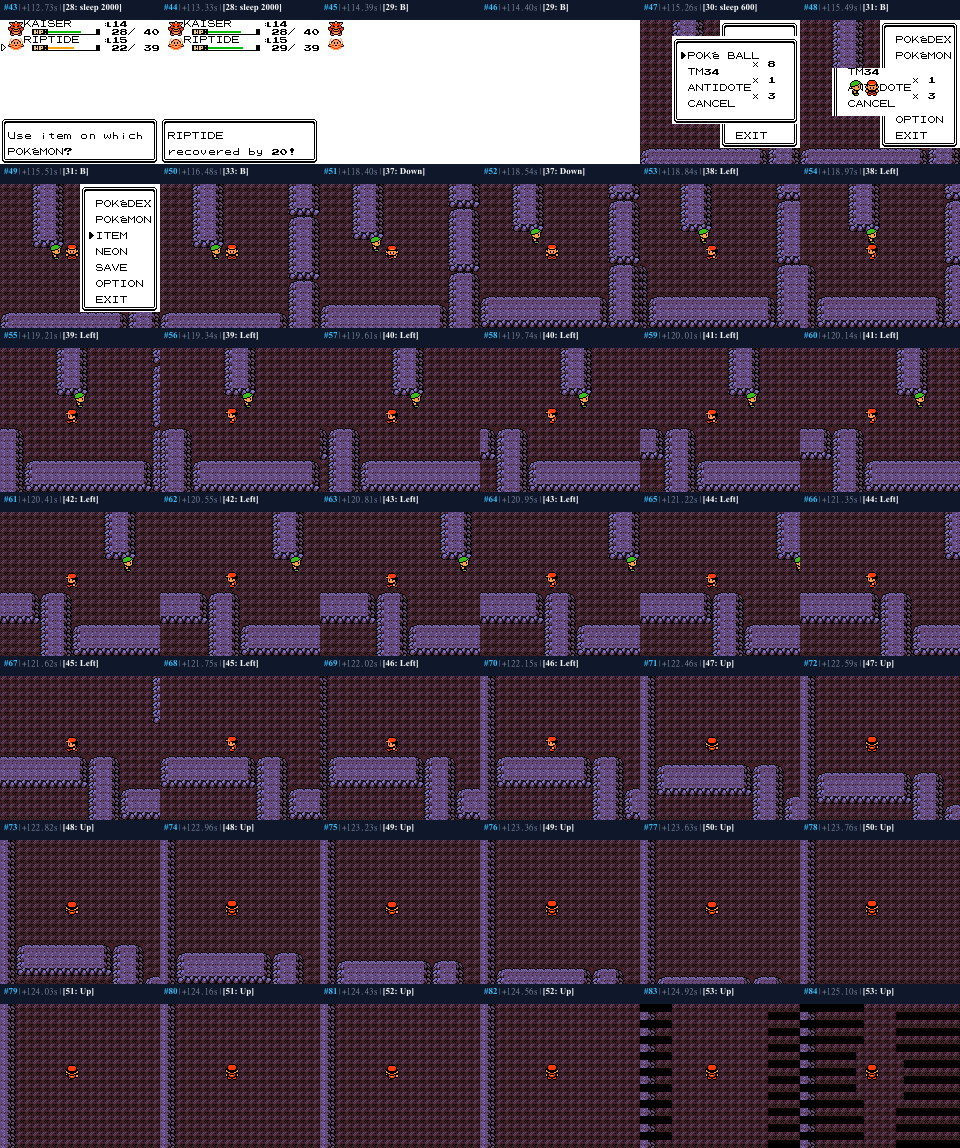 #43|+112.73s|[28: sleep 2000]
#44|+113.33s|[28: sleep 2000]
#45|+114.39s|[29: B]
#46|+114.40s|[29: B]
#47|+115.26s|[30: sleep 600]
#48|+115.49s|[31: B]
KAISER :L14
HP: 28/ 40
RIPTIDE :L15
HP: 22/ 39
Use item on which
POKéMON?
KAISER :L14
HP: 28/ 40
RIPTIDE :L15
HP: 29/ 39
RIPTIDE
recovered by 20!
▶POKé BALL
× 8
TM34
× 1
ANTIDOTE
× 3
CANCEL
EXIT
POKéDEX
POKéMON
TM34
× 1
× 3
CANCEL
OPTION
EXIT
#49|+115.51s|[31: B]
#50|+116.48s|[33: B]
#51|+118.40s|[37: Down]
#52|+118.54s|[37: Down]
#53|+118.84s|[38: Left]
#54|+118.97s|[38: Left]
POKéDEX
POKéMON
▶ITEM
NEON
SAVE
OPTION
EXIT
#55|+119.21s|[39: Left]
#56|+119.34s|[39: Left]
#57|+119.61s|[40: Left]
#58|+119.74s|[40: Left]
#59|+120.01s|[41: Left]
#60|+120.14s|[41: Left]
#61|+120.41s|[42: Left]
#62|+120.55s|[42: Left]
#63|+120.81s|[43: Left]
#64|+120.95s|[43: Left]
#65|+121.22s|[44: Left]
#66|+121.35s|[44: Left]
#67|+121.62s|[45: Left]
#68|+121.75s|[45: Left]
#69|+122.02s|[46: Left]
#70|+122.15s|[46: Left]
#71|+122.46s|[47: Up]
#72|+122.59s|[47: Up]
#73|+122.82s|[48: Up]
#74|+122.96s|[48: Up]
#75|+123.23s|[49: Up]
#76|+123.36s|[49: Up]
#77|+123.63s|[50: Up]
#78|+123.76s|[50: Up]
#79|+124.03s|[51: Up]
#80|+124.16s|[51: Up]
#81|+124.43s|[52: Up]
#82|+124.56s|[52: Up]
#83|+124.92s|[53: Up]
#84|+125.10s|[53: Up]